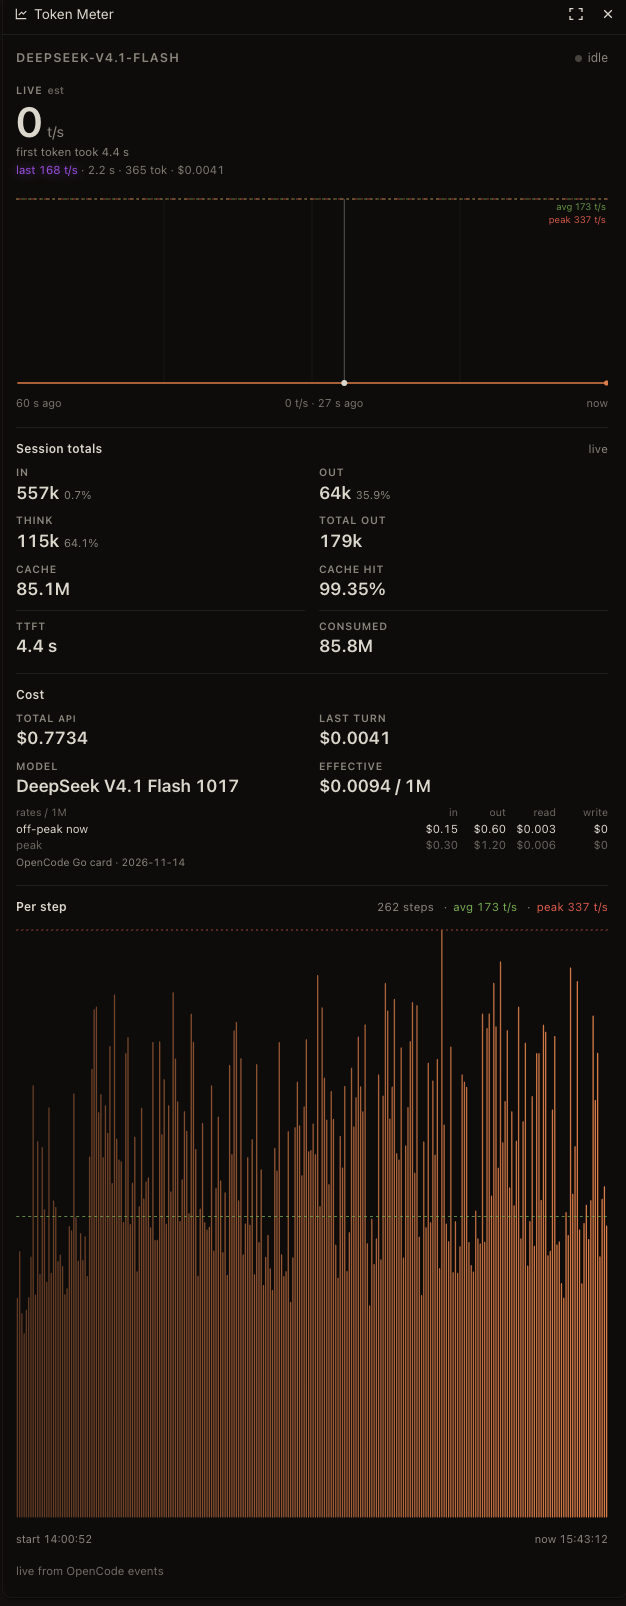 Token Meter
DEEPSEEK-V4.1-FLASH idle
LIVE est
0 t/s
first token took 4.4 s
last 168 t/s · 2.2 s · 365 tok · $0.0041
avg 173 t/s
peak 337 t/s
60 s ago 0 t/s · 27 s ago now
Session totals live
IN OUT
557k 0.7% 64k 35.9%
THINK TOTAL OUT
115k 64.1% 179k
CACHE CACHE HIT
85.1M 99.35%
TTFT CONSUMED
4.4 s 85.8M
Cost
TOTAL API LAST TURN
$0.7734 $0.0041
MODEL EFFECTIVE
DeepSeek V4.1 Flash 1017 $0.0094 / 1M
rates / 1M in out read write
off-peak now $0.15 $0.60 $0.003 $0
peak $0.30 $1.20 $0.006 $0
OpenCode Go card · 2026-11-14
Per step 262 steps · avg 173 t/s · peak 337 t/s
start 14:00:52 now 15:43:12
live from OpenCode events